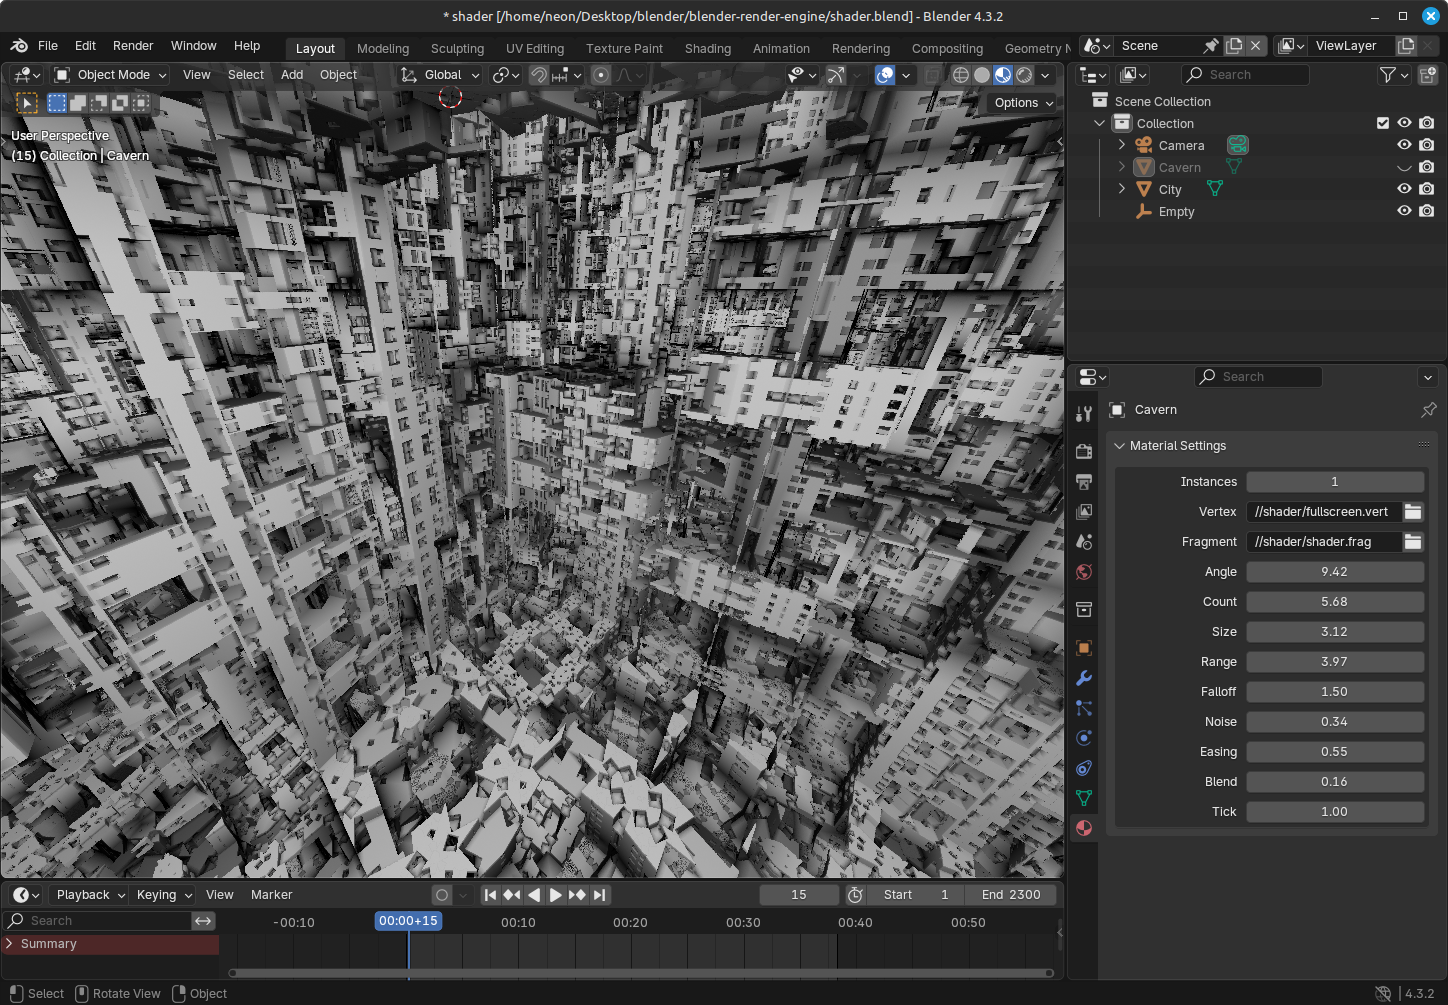 * shader [/home/neon/Desktop/blender/blender-render-engine/shader.blend] - Blender 4.3.2
File Edit Render Window Help Layout Modeling Sculpting UV Editing Texture Paint Shading Animation Rendering Compositing Geometry N Scene ViewLayer
Object Mode View Select Add Object Global
Options
User Perspective
(15) Collection | Cavern
Search
Scene Collection
Collection
Camera
Cavern
City
Empty
Search
Cavern
Material Settings
Instances 1
Vertex //shader/fullscreen.vert
Fragment //shader/shader.frag
Angle 9.42
Count 5.68
Size 3.12
Range 3.97
Falloff 1.50
Noise 0.34
Easing 0.55
Blend 0.16
Tick 1.00
Playback Keying View Marker 15 Start 1 End 2300
Search -00:10 00:00+15 00:10 00:20 00:30 00:40 00:50
Summary
Select Rotate View Object 4.3.2